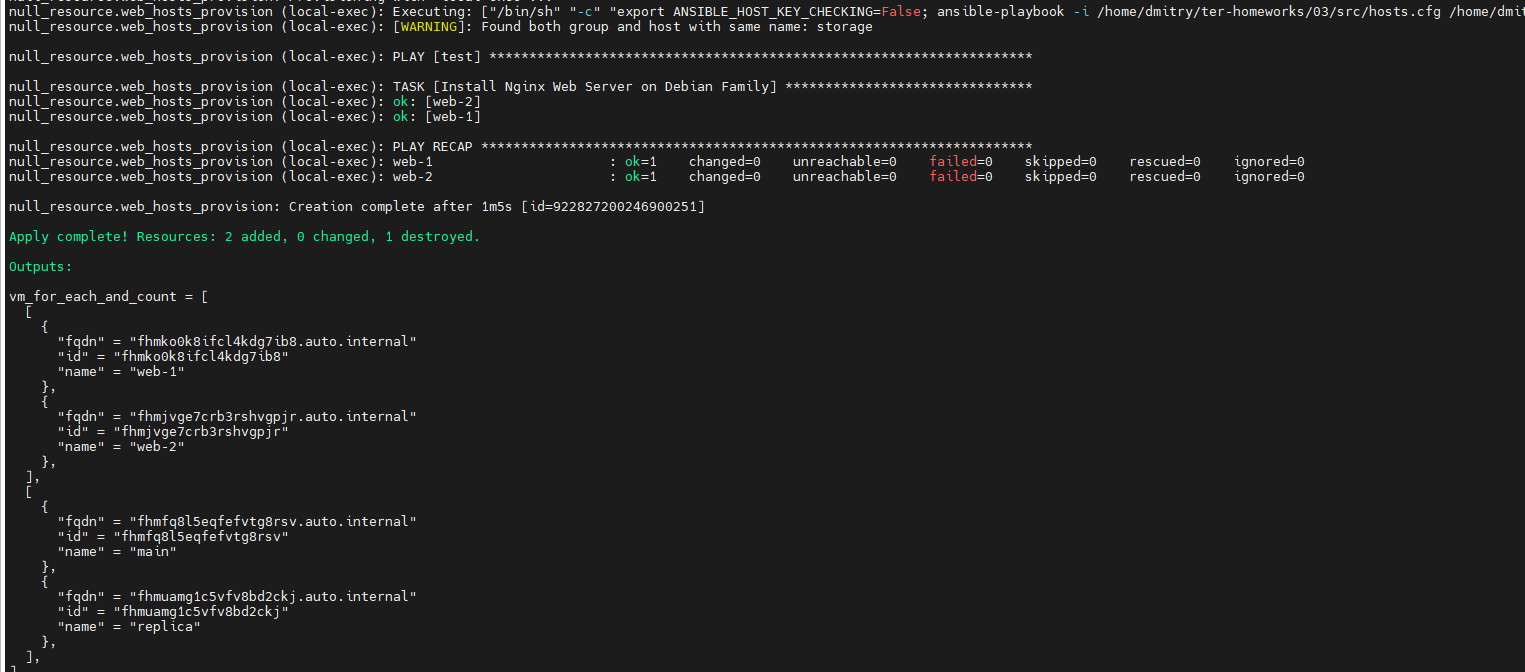 null_resource.web_hosts_provision (local-exec): Executing: ["/bin/sh" "-c" "export ANSIBLE_HOST_KEY_CHECKING=False; ansible-playbook -i /home/dmitry/ter-homeworks/03/src/hosts.cfg /home/dmit
null_resource.web_hosts_provision (local-exec): [WARNING]: Found both group and host with same name: storage
null_resource.web_hosts_provision (local-exec): PLAY [test] ********************************************************************
null_resource.web_hosts_provision (local-exec): TASK [Install Nginx Web Server on Debian Family] *******************************
null_resource.web_hosts_provision (local-exec): ok: [web-2]
null_resource.web_hosts_provision (local-exec): ok: [web-1]
null_resource.web_hosts_provision (local-exec): PLAY RECAP *********************************************************************
null_resource.web_hosts_provision (local-exec): web-1                      : ok=1    changed=0    unreachable=0    failed=0    skipped=0    rescued=0    ignored=0
null_resource.web_hosts_provision (local-exec): web-2                      : ok=1    changed=0    unreachable=0    failed=0    skipped=0    rescued=0    ignored=0
null_resource.web_hosts_provision: Creation complete after 1m5s [id=922827200246900251]
Apply complete! Resources: 2 added, 0 changed, 1 destroyed.
Outputs:
vm_for_each_and_count = [
  [
    {
      "fqdn" = "fhmko0k8ifcl4kdg7ib8.auto.internal"
      "id" = "fhmko0k8ifcl4kdg7ib8"
      "name" = "web-1"
    },
    {
      "fqdn" = "fhmjvge7crb3rshvgpjr.auto.internal"
      "id" = "fhmjvge7crb3rshvgpjr"
      "name" = "web-2"
    },
  ],
  [
    {
      "fqdn" = "fhmfq8l5eqfefvtg8rsv.auto.internal"
      "id" = "fhmfq8l5eqfefvtg8rsv"
      "name" = "main"
    },
    {
      "fqdn" = "fhmuamg1c5vfv8bd2ckj.auto.internal"
      "id" = "fhmuamg1c5vfv8bd2ckj"
      "name" = "replica"
    },
  ],
]